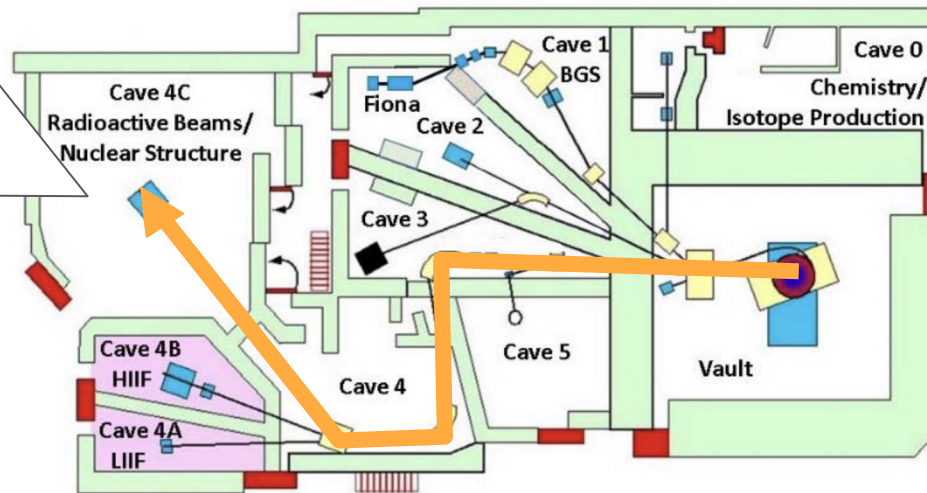 Cave 4C
Radioactive Beams/
Nuclear Structure
Cave 1
BGS
Fiona
Cave 2
Cave 3
Cave 0
Chemistry/
Isotope Production
Cave 4B
HIIF
Cave 4A
LIIF
Cave 4
Cave 5
Vault